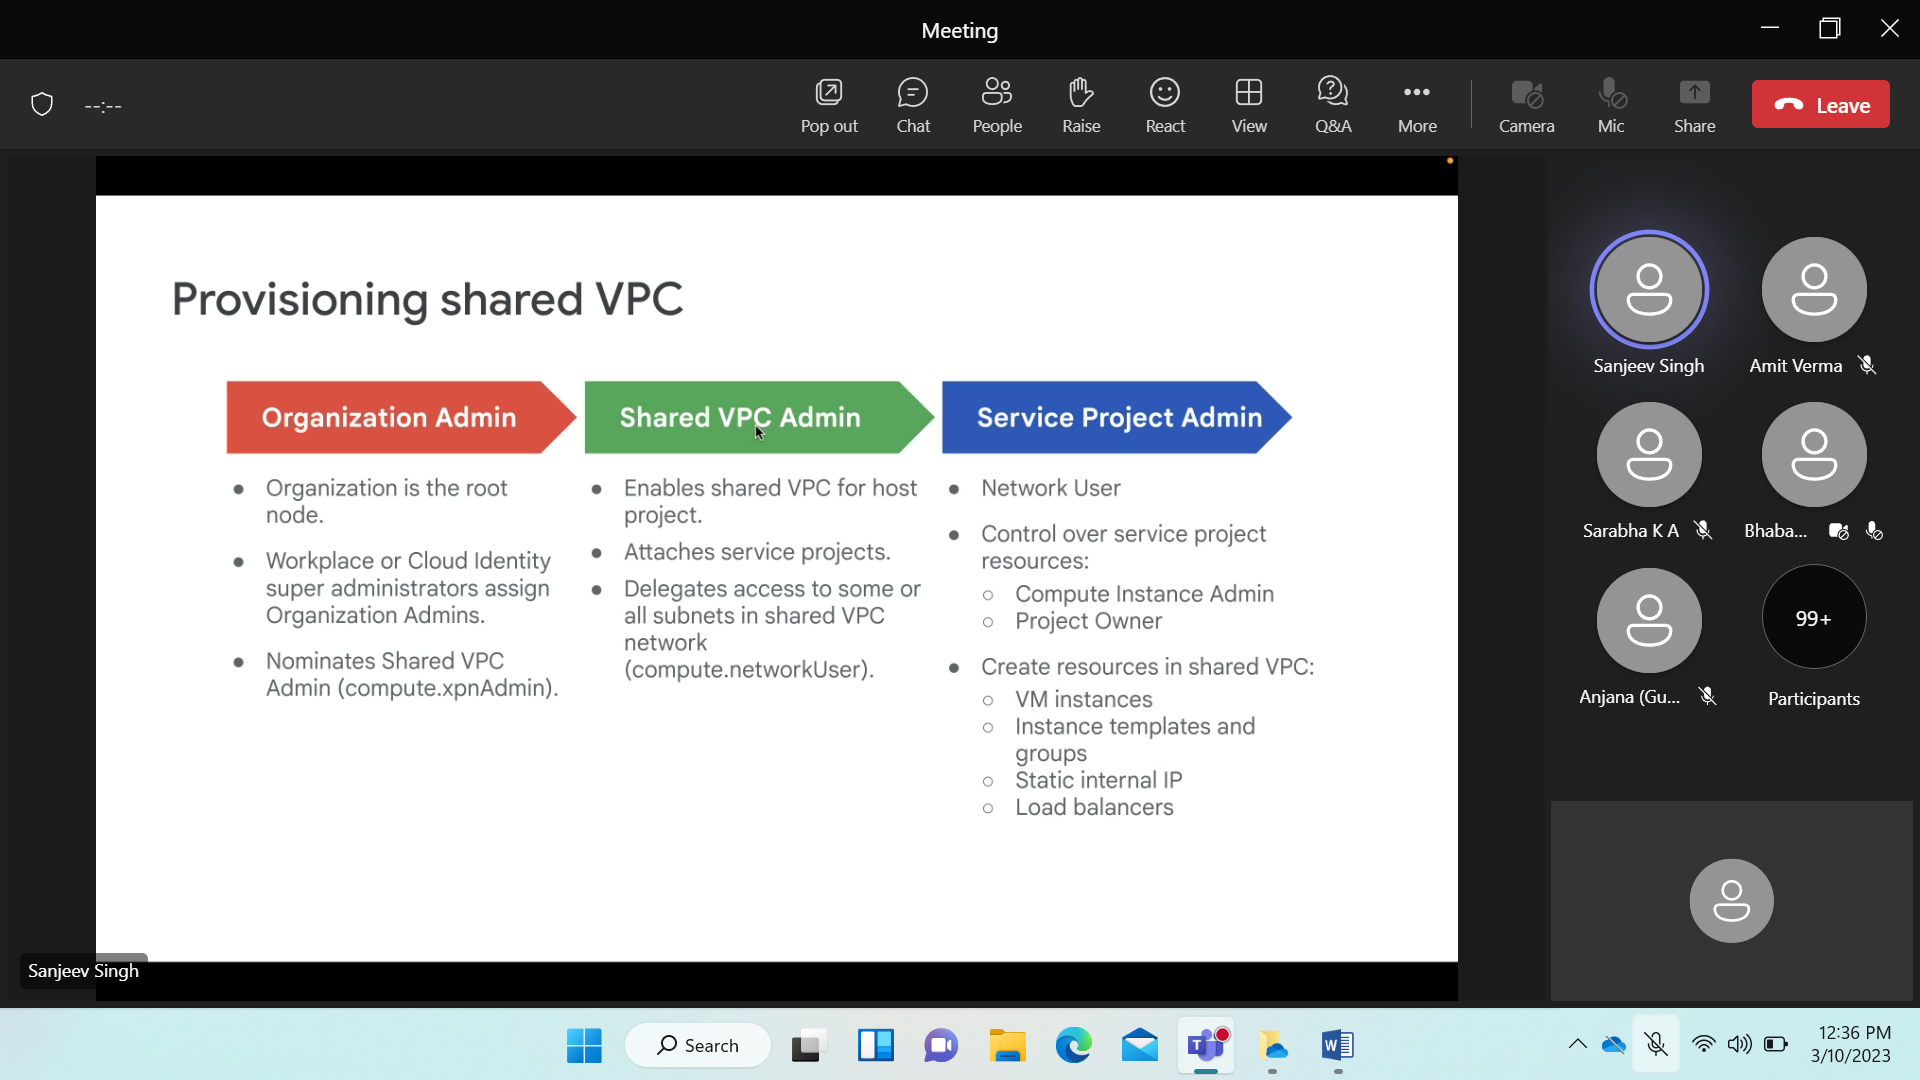 Meeting
--:--
Pop out
Chat
People
Raise
React
View
Q&A
More
Camera
Mic
Share
Leave
Provisioning shared VPC
Organization Admin
• Organization is the root
node.
• Workplace or Cloud Identity
super administrators assign
Organization Admins.
• Nominates Shared VPC
Admin (compute.xpnAdmin).
Shared VPC Admin
• Enables shared VPC for host
project.
• Attaches service projects.
• Delegates access to some or
all subnets in shared VPC
network
(compute.networkUser).
Service Project Admin
• Network User
• Control over service project
resources:
○ Compute Instance Admin
○ Project Owner
• Create resources in shared VPC:
○ VM instances
○ Instance templates and
groups
○ Static internal IP
○ Load balancers
Sanjeev Singh
Sanjeev Singh
Amit Verma
Sarabha K A
Bhaba...
Anjana (Gu...
99+
Participants
Search
T
W
12:36 PM
3/10/2023